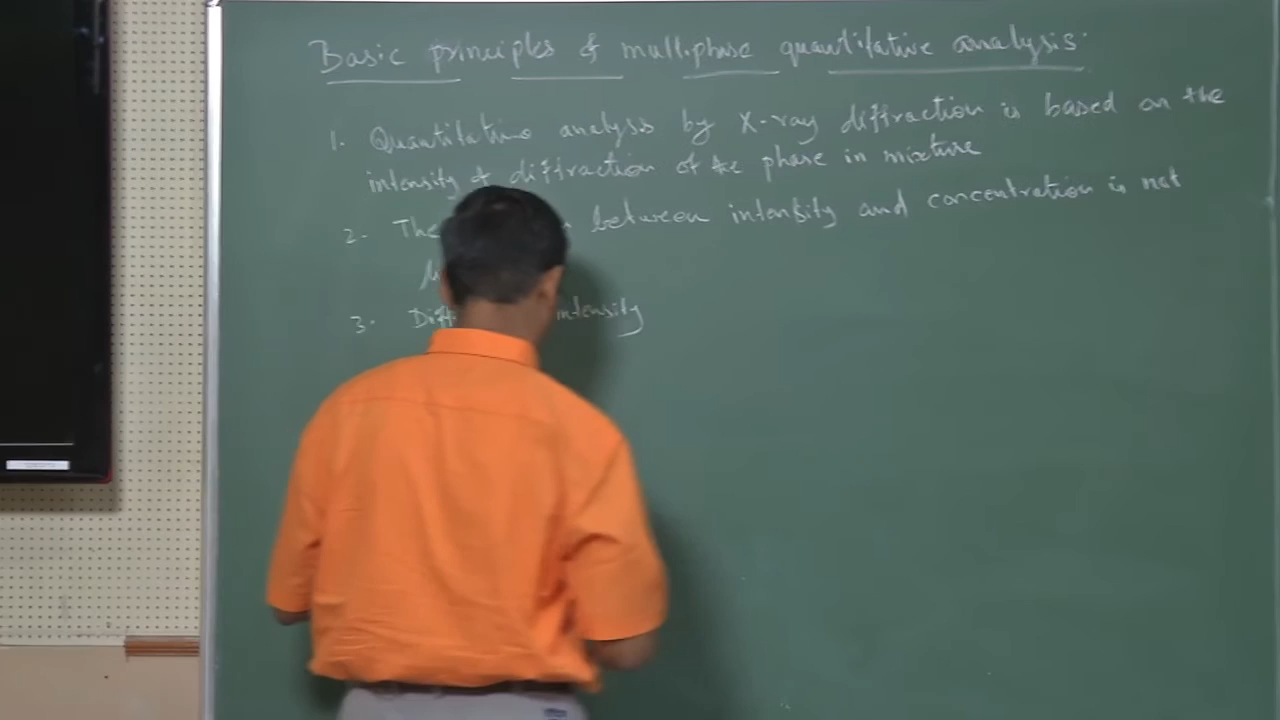 Basic principles of multiphase quantitative analysis:
1. Quantitative analysis by X-ray diffraction is based on the
intensity of diffraction of the phase in mixture
2. The between intensity and concentration is not
3. intensity